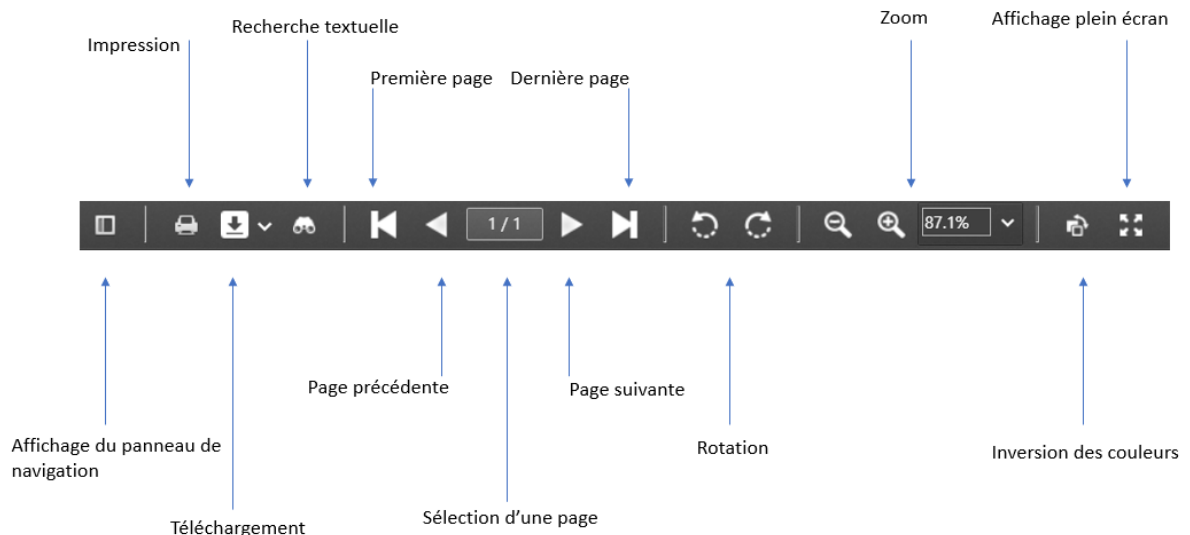 Zoom
Affichage plein écran
Recherche textuelle
Impression
Première page
Dernière page
1 / 1
87.1%
Page précédente
Page suivante
Affichage du panneau de
navigation
Rotation
Inversion des couleurs
Sélection d’une page
Téléchargement